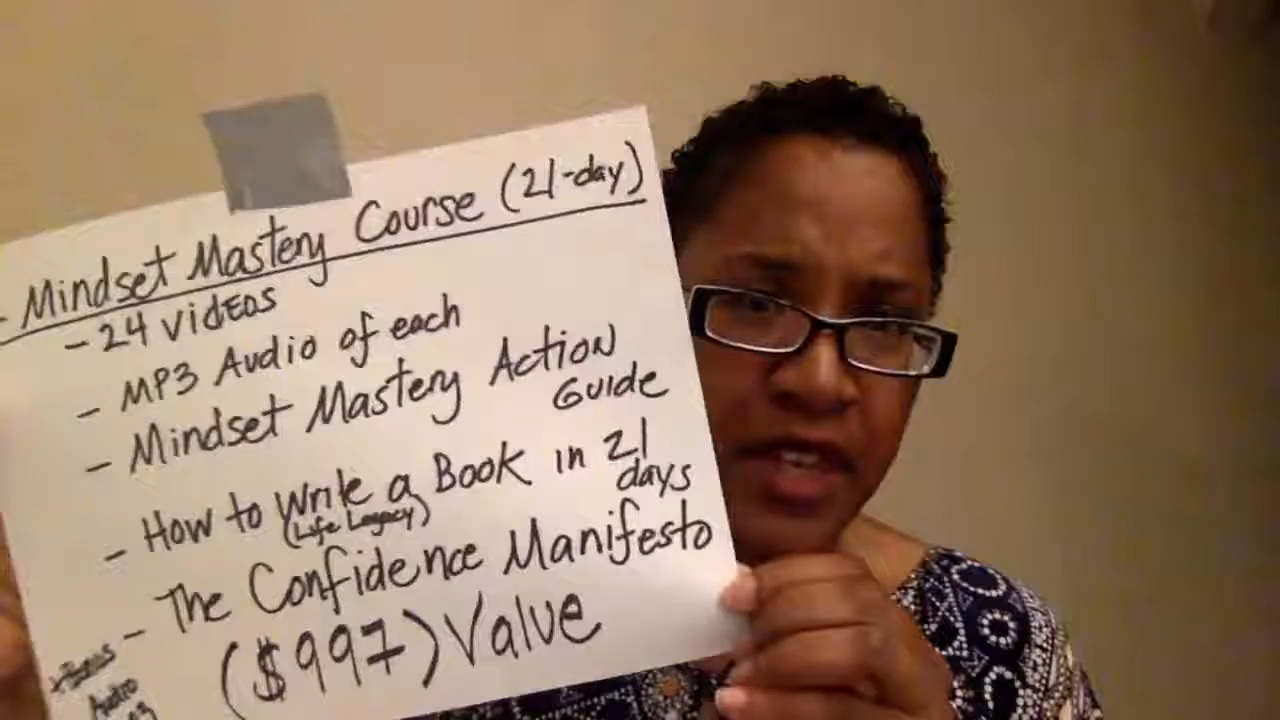 - Mindset Mastery Course (21-day)
- 24 VidEos
- MP3 Audio of each
- Mindset Mastery Action
Guide
- How to Write a Book in 21
days
(Life Legacy)
- The Confidence Manifesto
($997) Value
Audio